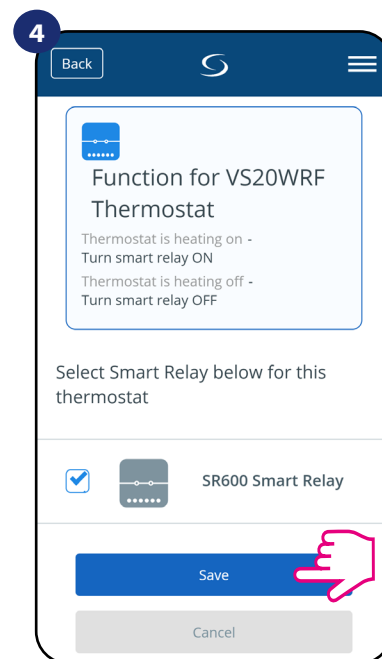 4
Back
Function for VS20WRF
Thermostat
Thermostat is heating on -
Turn smart relay ON
Thermostat is heating off -
Turn smart relay OFF
Select Smart Relay below for this
thermostat
SR600 Smart Relay
Save
Cancel